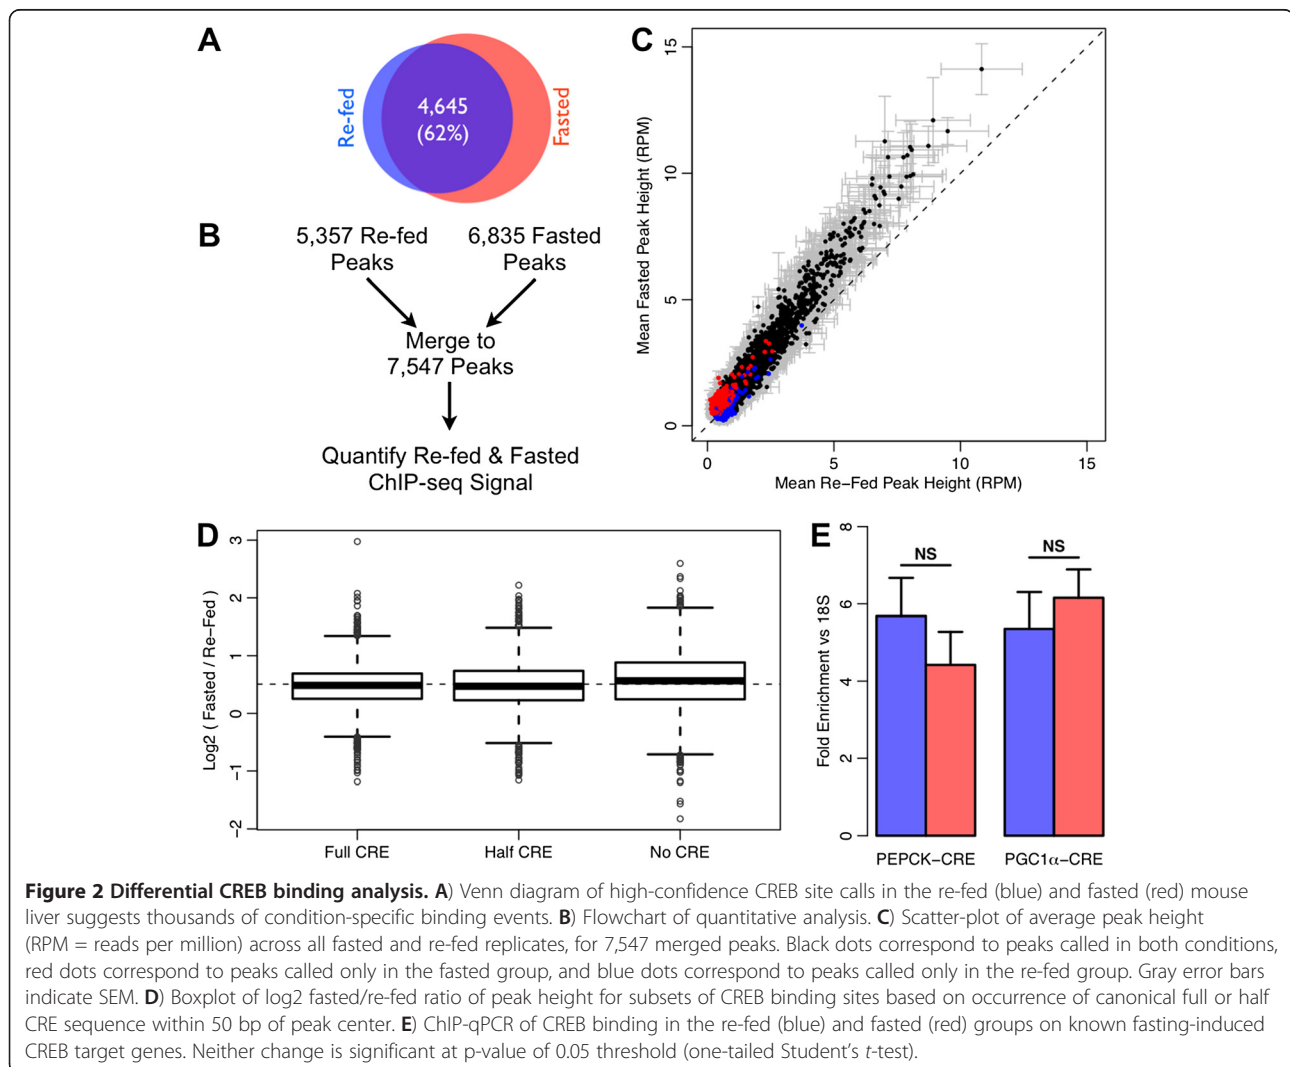 A
Re-fed
4,645
(62%)
Fasted
B
5,357 Re-fed
Peaks
6,835 Fasted
Peaks
Merge to
7,547 Peaks
Quantify Re-fed & Fasted
ChIP-seq Signal
C
Mean Fasted Peak Height (RPM)
15
10
5
0
0 5 10 15
Mean Re-Fed Peak Height (RPM)
D
Log2 ( Fasted / Re-Fed )
3
2
1
0
-1
-2
Full CRE Half CRE No CRE
E
Fold Enrichment vs 18S
8
6
4
2
0
NS NS
PEPCK-CRE PGC1α-CRE
Figure 2 Differential CREB binding analysis. A) Venn diagram of high-confidence CREB site calls in the re-fed (blue) and fasted (red) mouse
liver suggests thousands of condition-specific binding events. B) Flowchart of quantitative analysis. C) Scatter-plot of average peak height
(RPM = reads per million) across all fasted and re-fed replicates, for 7,547 merged peaks. Black dots correspond to peaks called in both conditions,
red dots correspond to peaks called only in the fasted group, and blue dots correspond to peaks called only in the re-fed group. Gray error bars
indicate SEM. D) Boxplot of log2 fasted/re-fed ratio of peak height for subsets of CREB binding sites based on occurrence of canonical full or half
CRE sequence within 50 bp of peak center. E) ChIP-qPCR of CREB binding in the re-fed (blue) and fasted (red) groups on known fasting-induced
CREB target genes. Neither change is significant at p-value of 0.05 threshold (one-tailed Student's t-test).